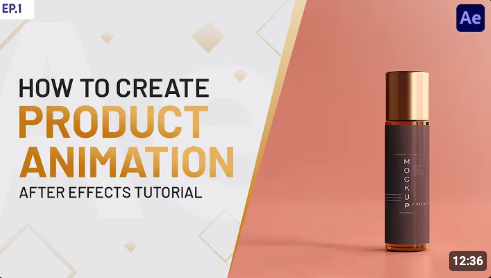 EP.1
Ae
HOW TO CREATE
PRODUCT
ANIMATION
AFTER EFFECTS TUTORIAL
MOCKUP
12:36